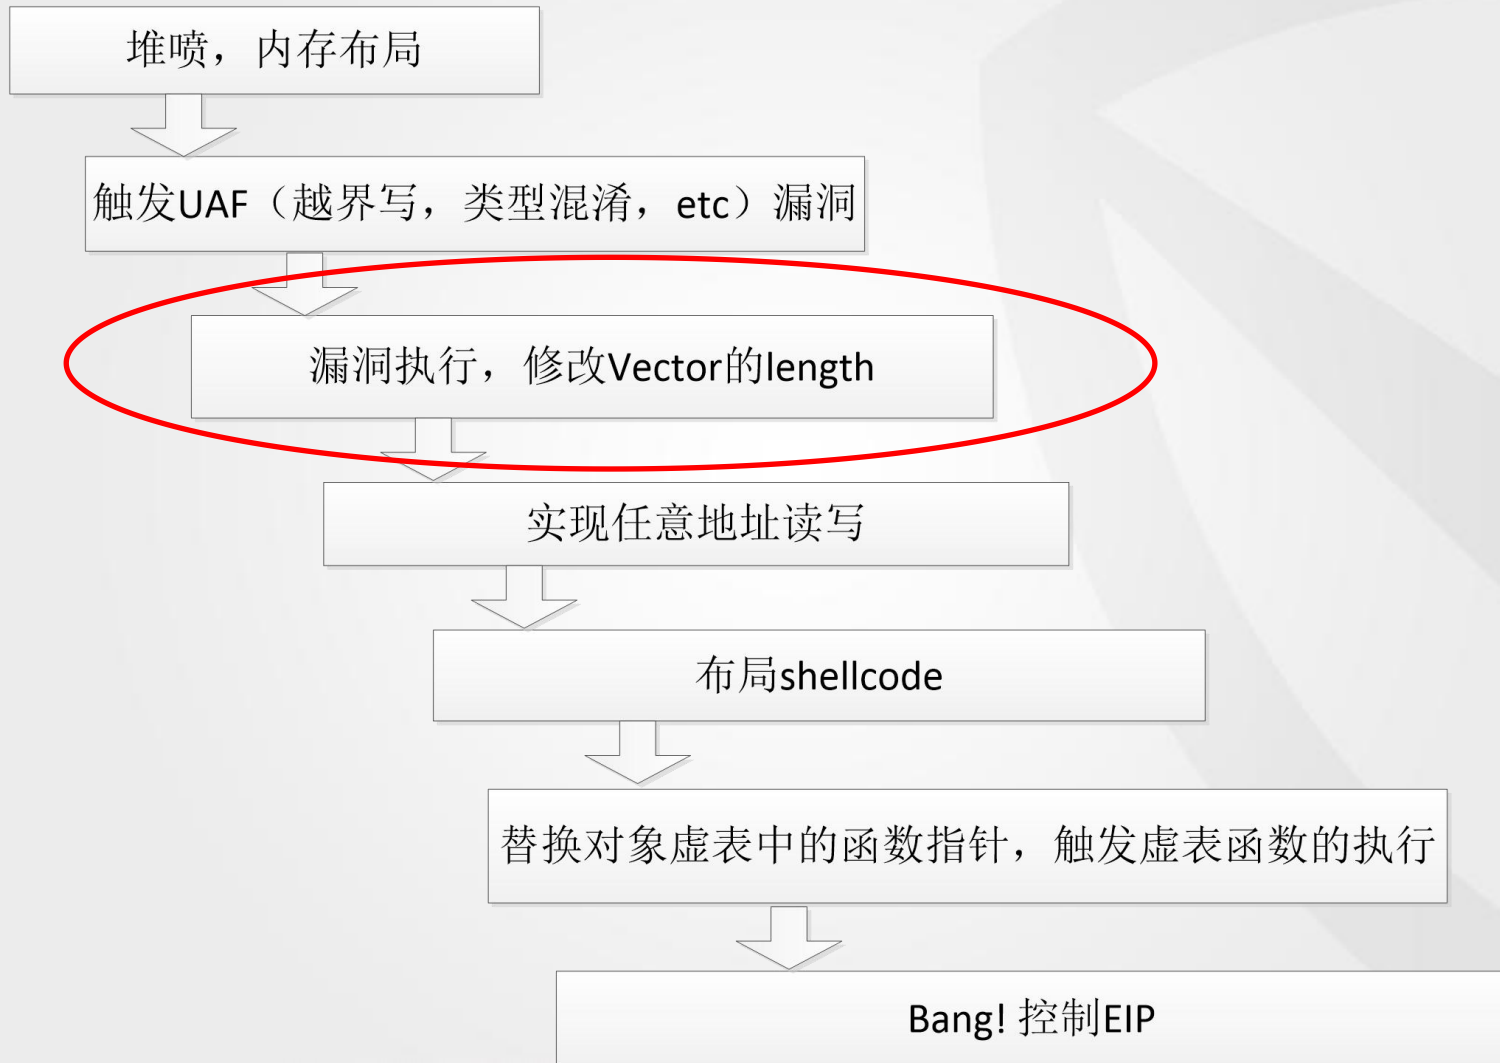 堆喷，内存布局
触发UAF（越界写，类型混淆，etc）漏洞
漏洞执行，修改Vector的length
实现任意地址读写
布局shellcode
替换对象虚表中的函数指针，触发虚表函数的执行
Bang! 控制EIP